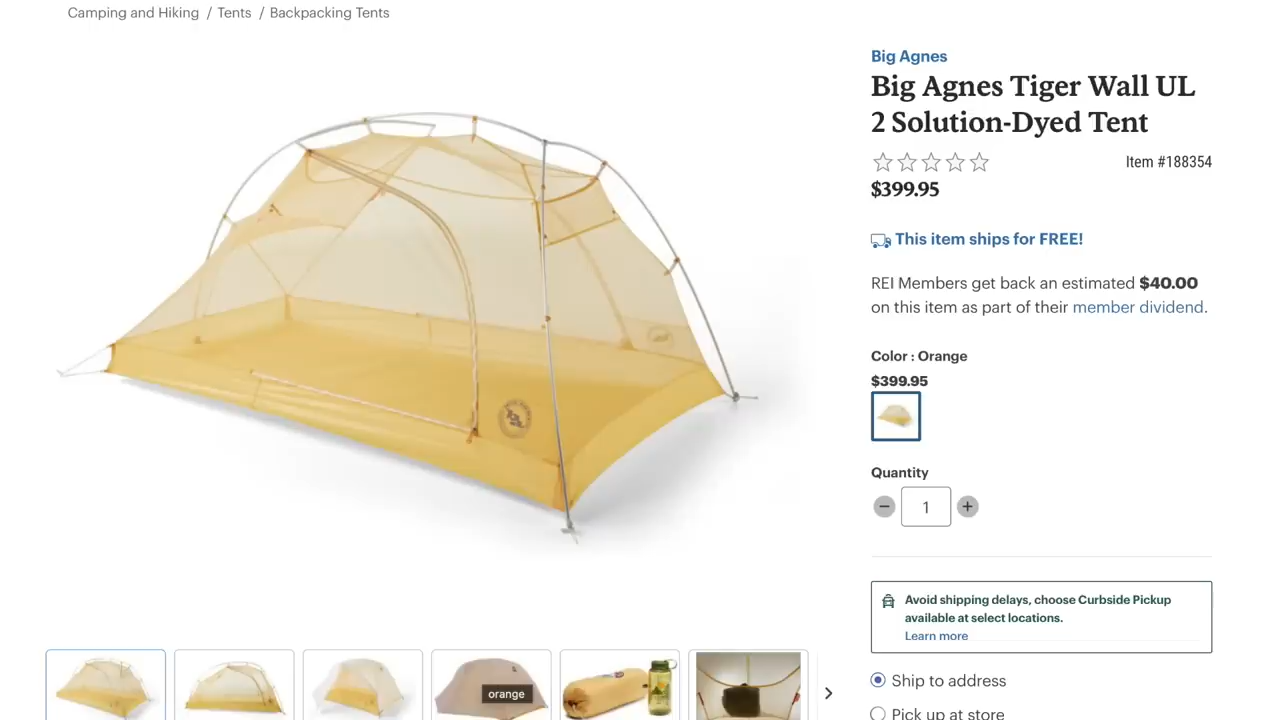 Camping and Hiking / Tents / Backpacking Tents
Big Agnes
Big Agnes Tiger Wall UL
2 Solution-Dyed Tent
Item #188354
$399.95
This item ships for FREE!
REI Members get back an estimated $40.00
on this item as part of their member dividend.
Color : Orange
$399.95
Quantity
1
Avoid shipping delays, choose Curbside Pickup
available at select locations.
Learn more
Ship to address
Pick up at store
orange